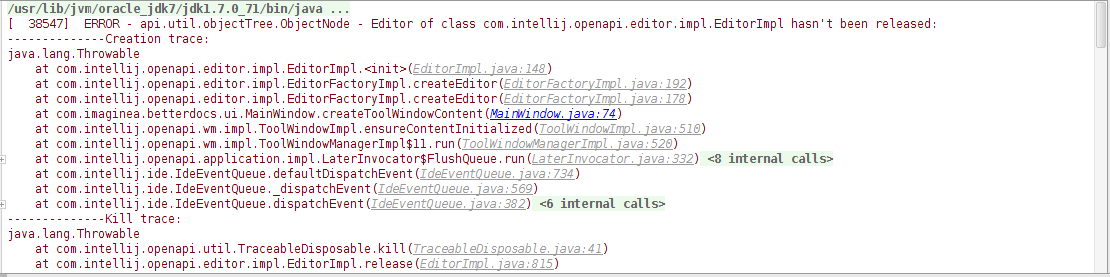 /usr/lib/jvm/oracle_jdk7/jdk1.7.0_71/bin/java ...
[  38547]  ERROR - api.util.objectTree.ObjectNode - Editor of class com.intellij.openapi.editor.impl.EditorImpl hasn't been released:
--------------Creation trace:
java.lang.Throwable
    at com.intellij.openapi.editor.impl.EditorImpl.<init>(EditorImpl.java:148)
    at com.intellij.openapi.editor.impl.EditorFactoryImpl.createEditor(EditorFactoryImpl.java:192)
    at com.intellij.openapi.editor.impl.EditorFactoryImpl.createEditor(EditorFactoryImpl.java:178)
    at com.imaginea.betterdocs.ui.MainWindow.createToolWindowContent(MainWindow.java:74)
    at com.intellij.openapi.wm.impl.ToolWindowImpl.ensureContentInitialized(ToolWindowImpl.java:510)
    at com.intellij.openapi.wm.impl.ToolWindowManagerImpl$11.run(ToolWindowManagerImpl.java:520)
    at com.intellij.openapi.application.impl.LaterInvocator$FlushQueue.run(LaterInvocator.java:332) <8 internal calls>
    at com.intellij.ide.IdeEventQueue.defaultDispatchEvent(IdeEventQueue.java:734)
    at com.intellij.ide.IdeEventQueue._dispatchEvent(IdeEventQueue.java:569)
    at com.intellij.ide.IdeEventQueue.dispatchEvent(IdeEventQueue.java:382) <6 internal calls>
--------------Kill trace:
java.lang.Throwable
    at com.intellij.openapi.util.TraceableDisposable.kill(TraceableDisposable.java:41)
    at com.intellij.openapi.editor.impl.EditorImpl.release(EditorImpl.java:815)